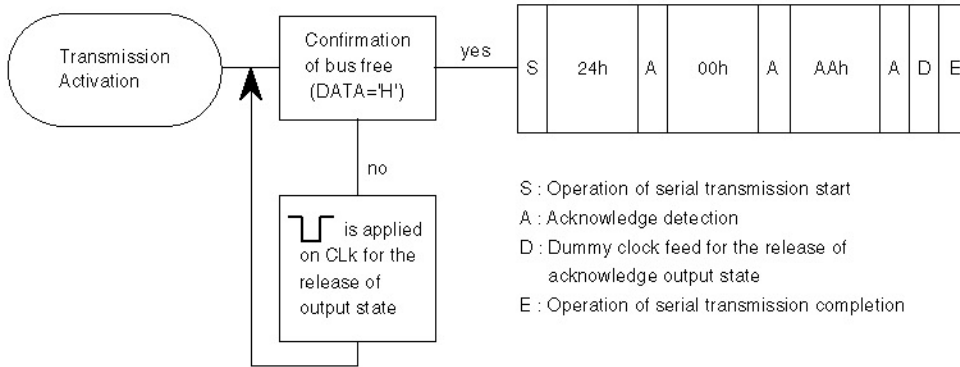 Transmission
Activation
Confirmation
of bus free
(DATA='H')
yes
S 24h A 00h A AAh A D E
no
is applied
on CLk for the
release of
output state
S : Operation of serial transmission start
A : Acknowledge detection
D : Dummy clock feed for the release of
acknowledge output state
E : Operation of serial transmission completion